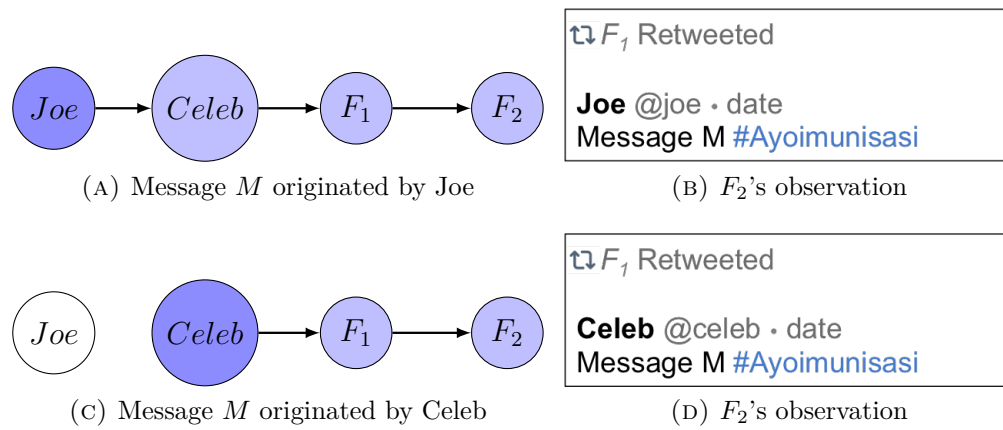 Joe Celeb F₁ F₂
(A) Message M originated by Joe
F₁ Retweeted
Joe @joe • date
Message M #Ayoimunisasi
(B) F₂'s observation
Joe Celeb F₁ F₂
(C) Message M originated by Celeb
F₁ Retweeted
Celeb @celeb • date
Message M #Ayoimunisasi
(D) F₂'s observation